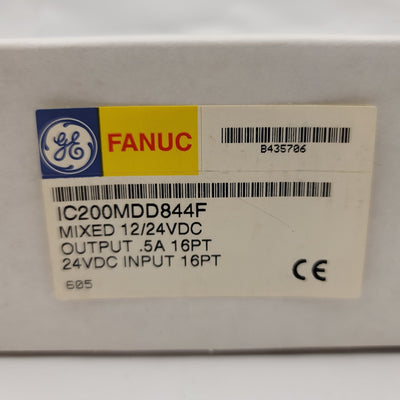 GE FANUC
B435706
IC200MDD844F
MIXED 12/24VDC
OUTPUT .5A 16PT
24VDC INPUT 16PT
CE
605